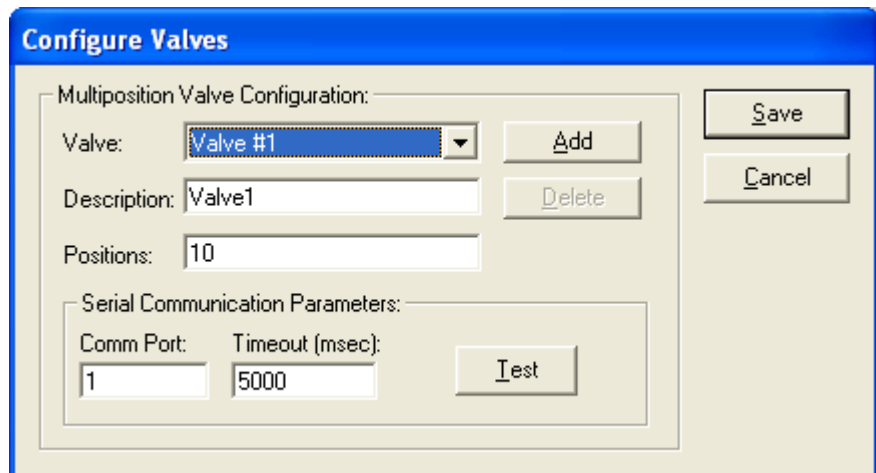 Configure Valves
Multiposition Valve Configuration:
Valve: Valve #1 Add
Save
Description: Valve1 Delete
Cancel
Positions: 10
Serial Communication Parameters:
Comm Port: Timeout (msec):
1 5000 Test